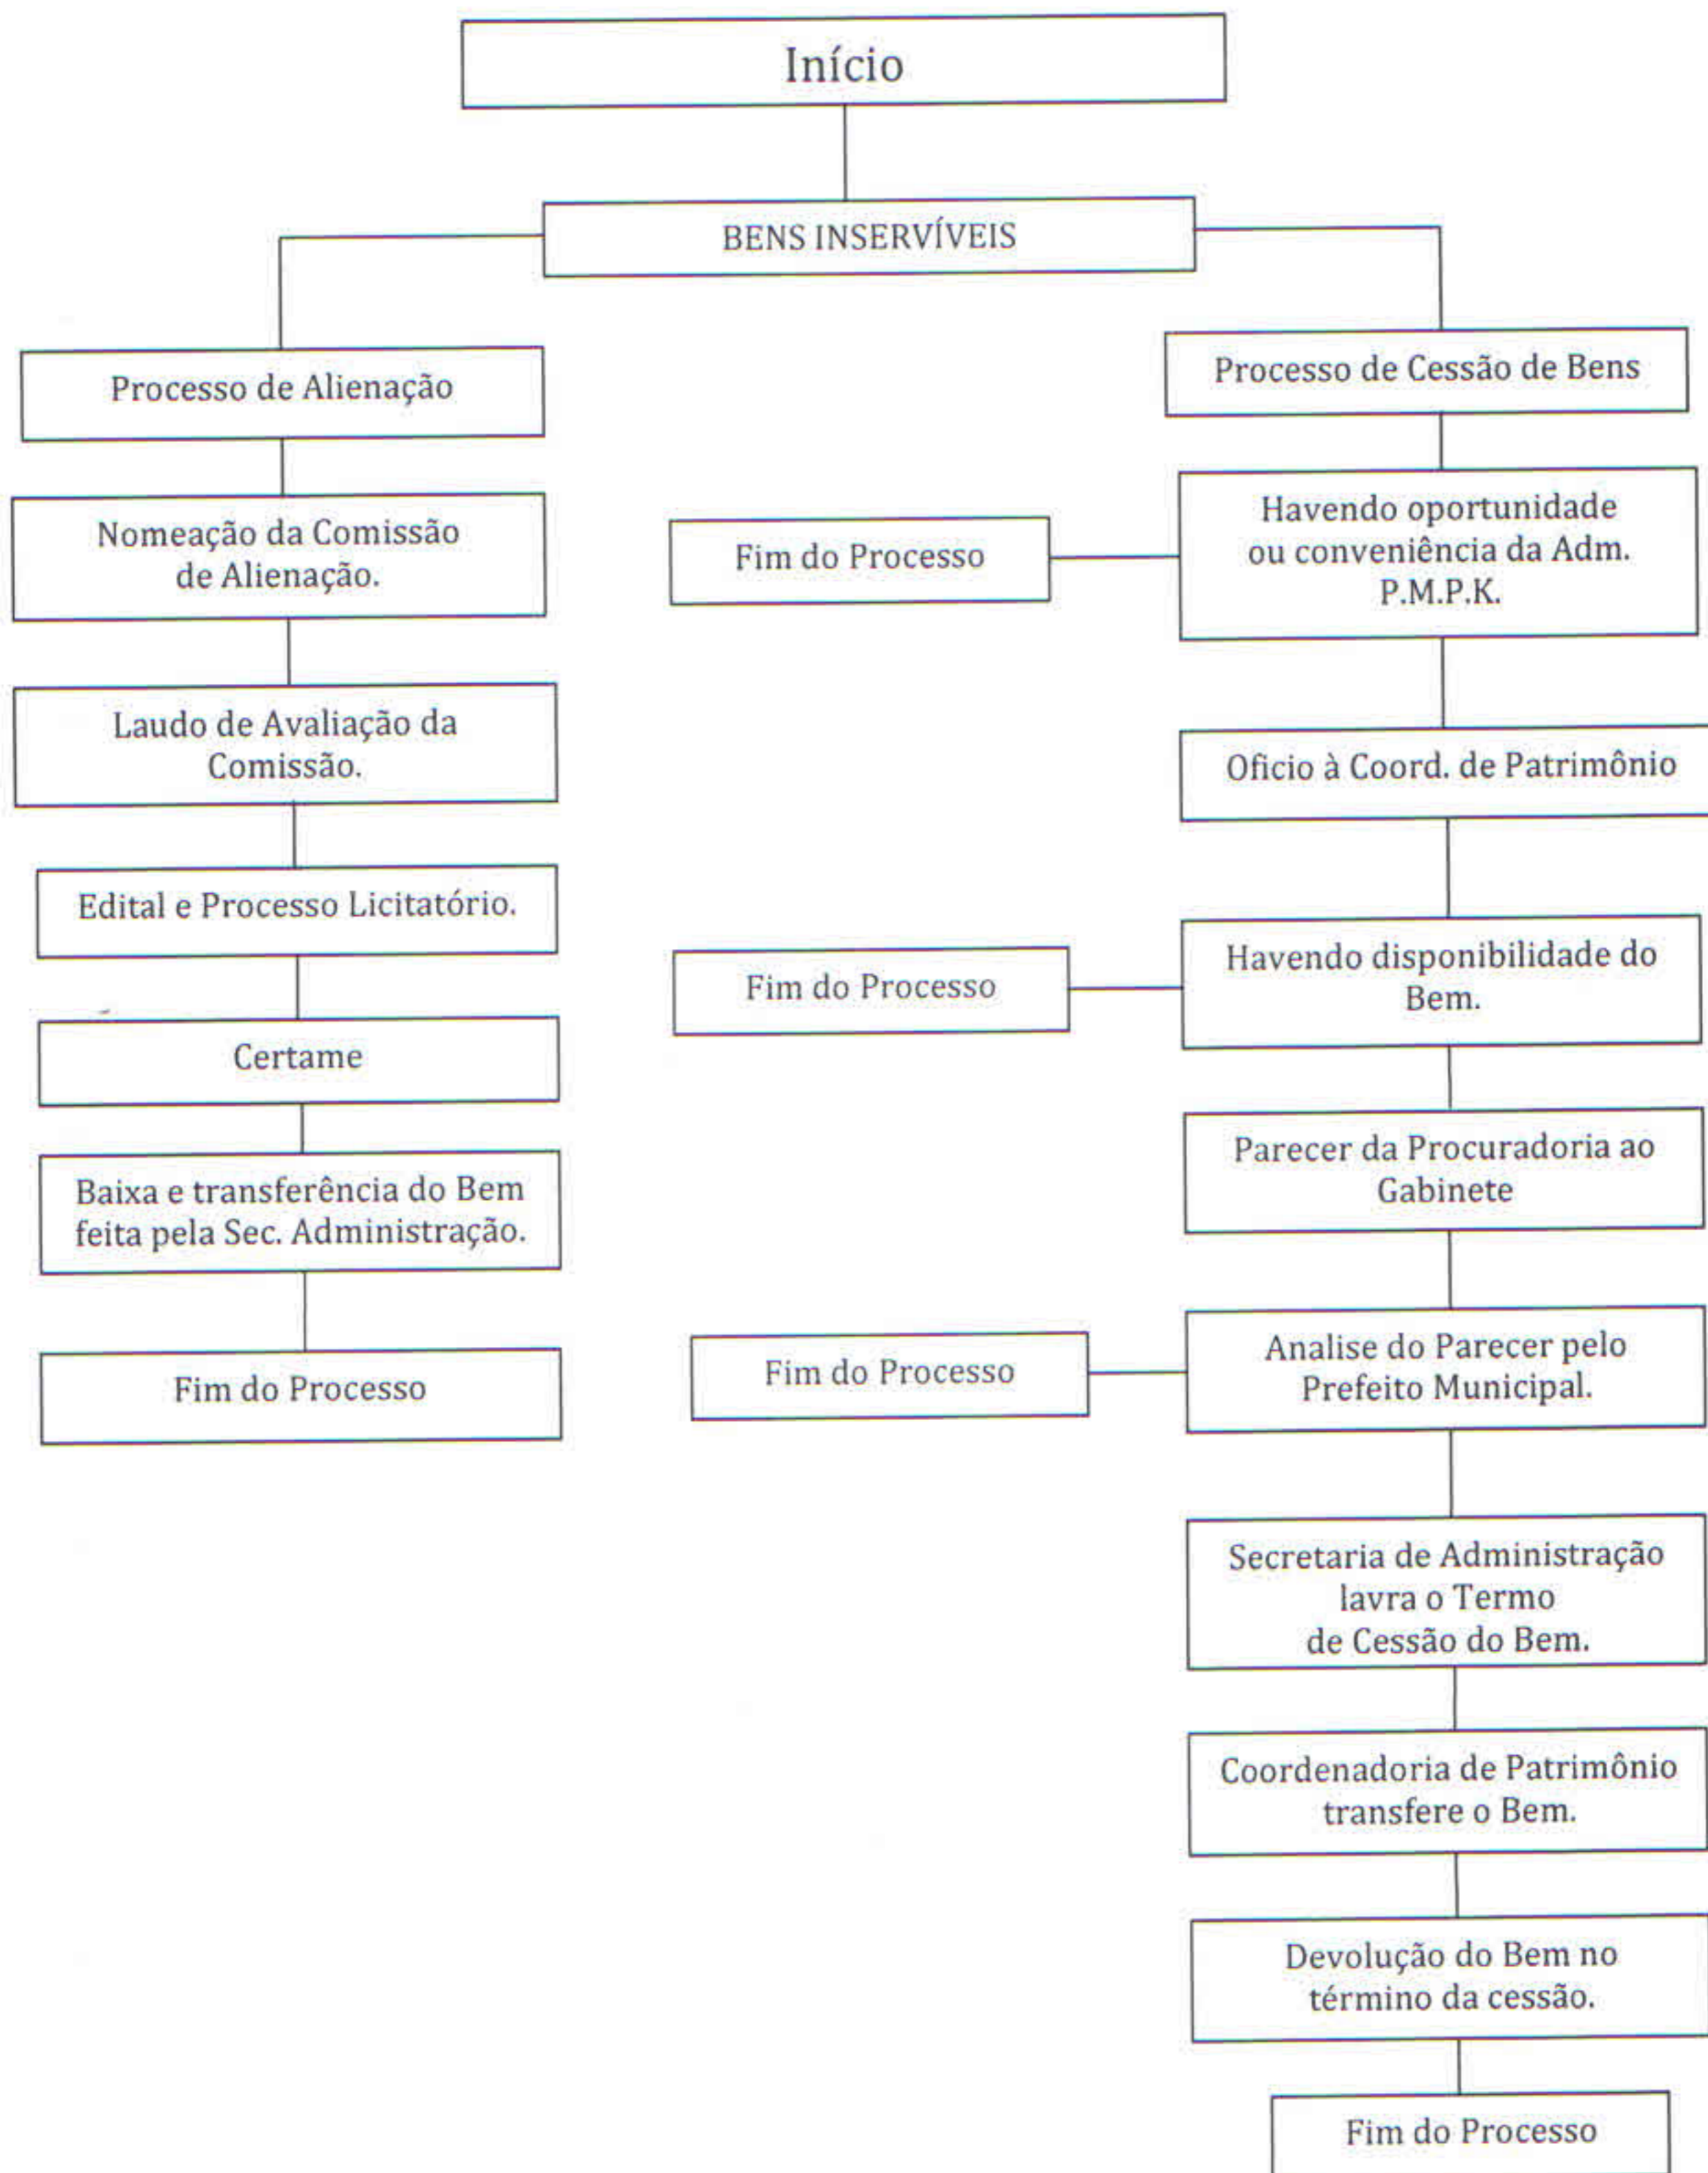 Início
BENS INSERVÍVEIS
Processo de Alienação
Nomeação da Comissão
de Alienação.
Laudo de Avaliação da
Comissão.
Edital e Processo Licitatório.
Certame
Baixa e transferência do Bem
feita pela Sec. Administração.
Fim do Processo
Processo de Cessão de Bens
Havendo oportunidade
ou conveniência da Adm.
P.M.P.K.
Fim do Processo
Oficio à Coord. de Patrimônio
Havendo disponibilidade do
Bem.
Fim do Processo
Parecer da Procuradoria ao
Gabinete
Analise do Parecer pelo
Prefeito Municipal.
Fim do Processo
Secretaria de Administração
lavra o Termo
de Cessão do Bem.
Coordenadoria de Patrimônio
transfere o Bem.
Devolução do Bem no
término da cessão.
Fim do Processo